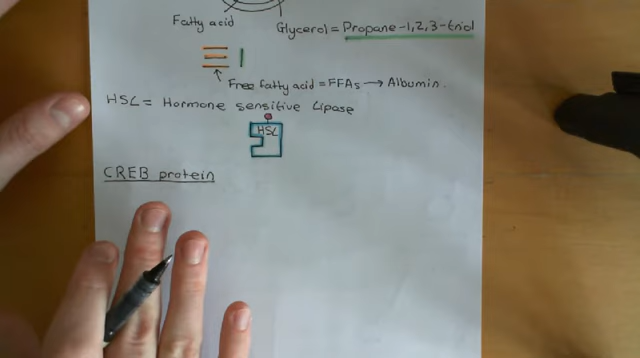 Fatty acid
Glycerol = Propane-1,2,3-triol
Free fatty acid = FFAs → Albumin.
HSL = Hormone sensitive Lipase
HSL
CREB protein